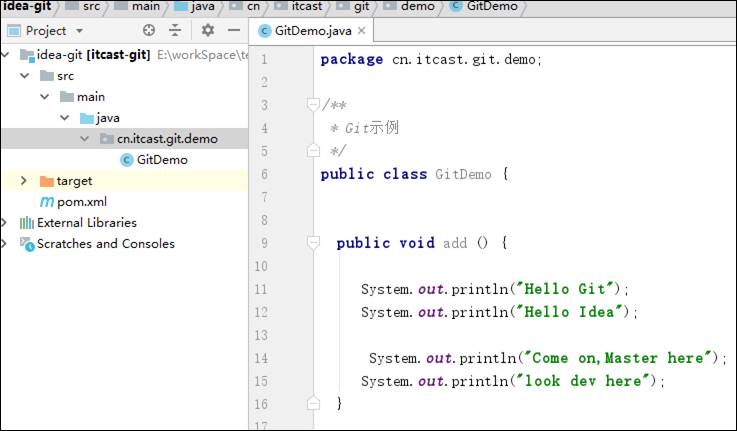 idea-git src main java cn itcast git demo GitDemo
Project
idea-git [itcast-git] E:\workSpace\te
src
main
java
cn.itcast.git.demo
GitDemo
target
pom.xml
External Libraries
Scratches and Consoles
GitDemo.java
1 package cn.itcast.git.demo;
2
3 /**
4 * Git示例
5 */
6 public class GitDemo {
7
8
9 public void add () {
10
11 System.out.println("Hello Git");
12 System.out.println("Hello Idea");
13
14 System.out.println("Come on,Master here");
15 System.out.println("look dev here");
16 }
17